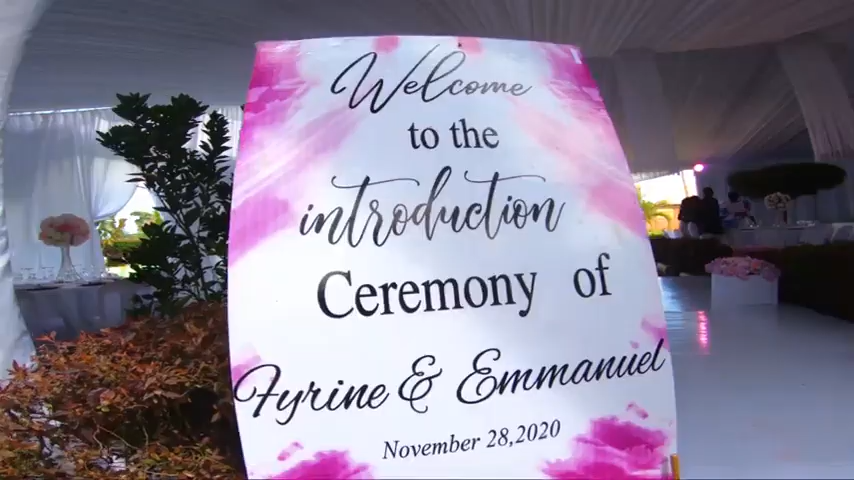 Welcome
to the
introduction
Ceremony of
Fyrine & Emmanuel
November 28,2020